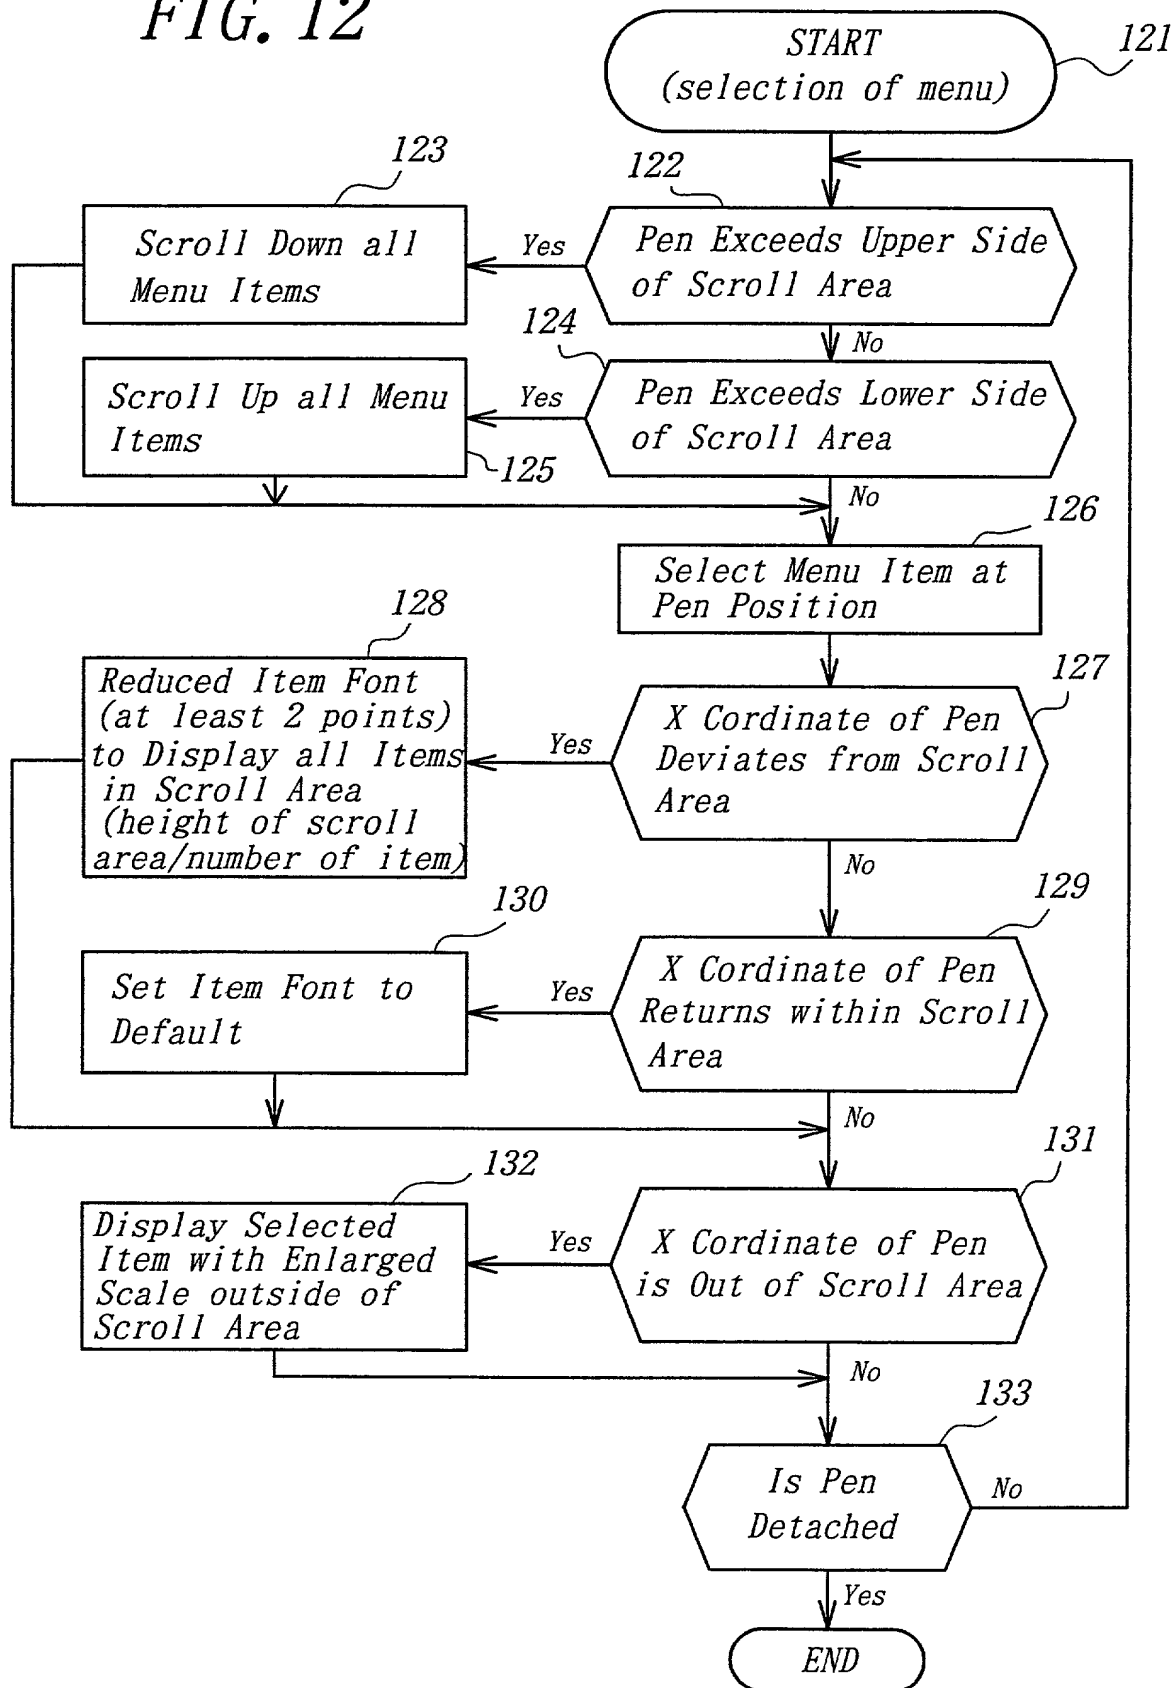 FIG. 12
START
(selection of menu)
121
123
122
Scroll Down all
Menu Items
Yes
Pen Exceeds Upper Side
of Scroll Area
No
124
Scroll Up all Menu
Items
125
Yes
Pen Exceeds Lower Side
of Scroll Area
No
126
Select Menu Item at
Pen Position
128
127
Reduced Item Font
(at least 2 points)
to Display all Items
in Scroll Area
(height of scroll
area/number of item)
Yes
X Cordinate of Pen
Deviates from Scroll
Area
No
130
129
Set Item Font to
Default
Yes
X Cordinate of Pen
Returns within Scroll
Area
No
132
131
Display Selected
Item with Enlarged
Scale outside of
Scroll Area
Yes
X Cordinate of Pen
is Out of Scroll Area
No
133
Is Pen
Detached
No
Yes
END